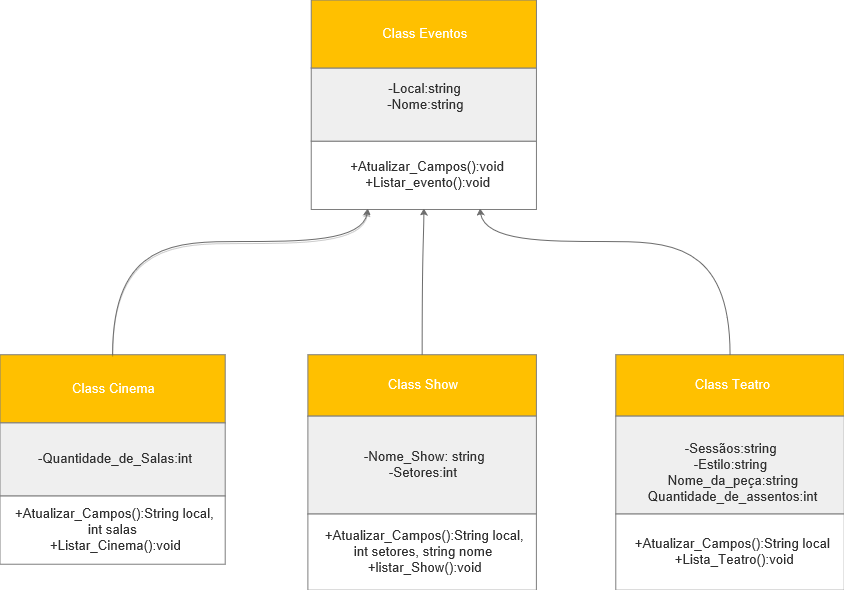 Class Eventos
-Local:string
-Nome:string
+Atualizar_Campos():void
+Listar_evento():void
Class Cinema
-Quantidade_de_Salas:int
+Atualizar_Campos():String local,
int salas
+Listar_Cinema():void
Class Show
-Nome_Show: string
-Setores:int
+Atualizar_Campos():String local,
int setores, string nome
+listar_Show():void
Class Teatro
-Sessãos:string
-Estilo:string
Nome_da_peça:string
Quantidade_de_assentos:int
+Atualizar_Campos():String local
+Lista_Teatro():void